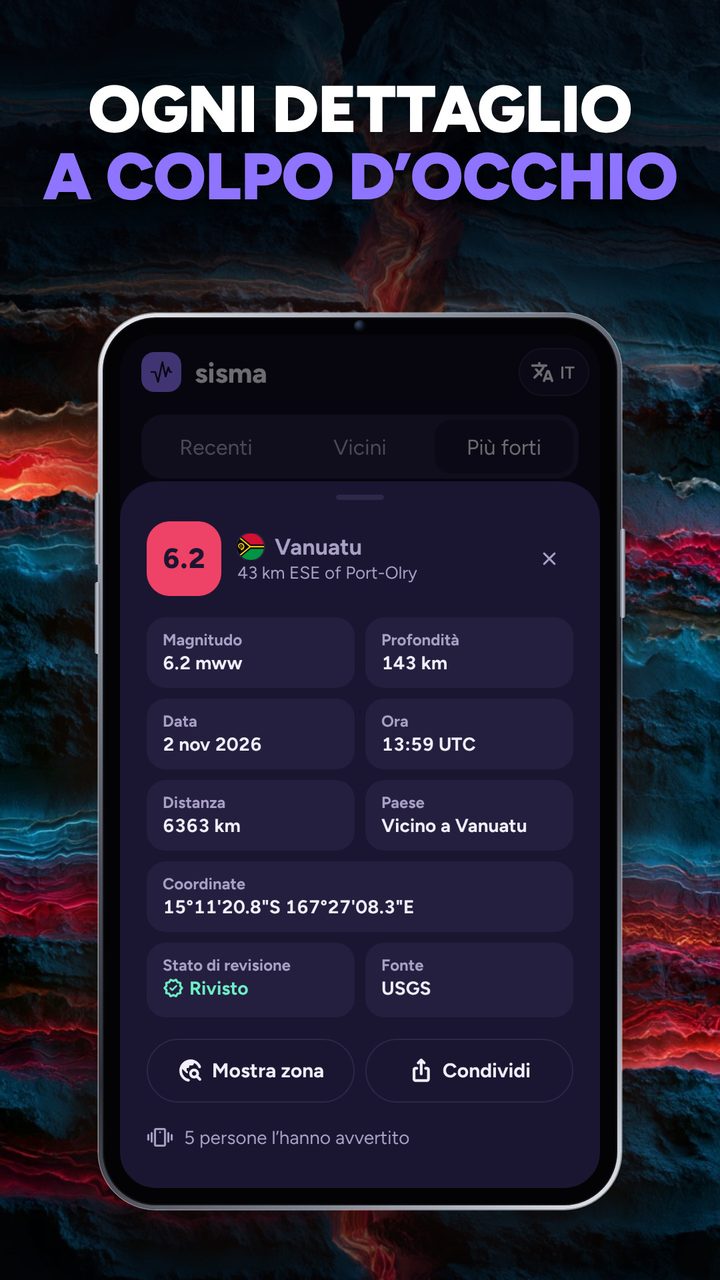 OGNI DETTAGLIO
A COLPO D’OCCHIO
sisma
IT
Recenti
Vicini
Più forti
6.2
Vanuatu
43 km ESE of Port-Olry
Magnitudo
6.2 mww
Profondità
143 km
Data
2 nov 2026
Ora
13:59 UTC
Distanza
6363 km
Paese
Vicino a Vanuatu
Coordinate
15°11'20.8"S 167°27'08.3"E
Stato di revisione
Rivisto
Fonte
USGS
Mostra zona
Condividi
5 persone l’hanno avvertito